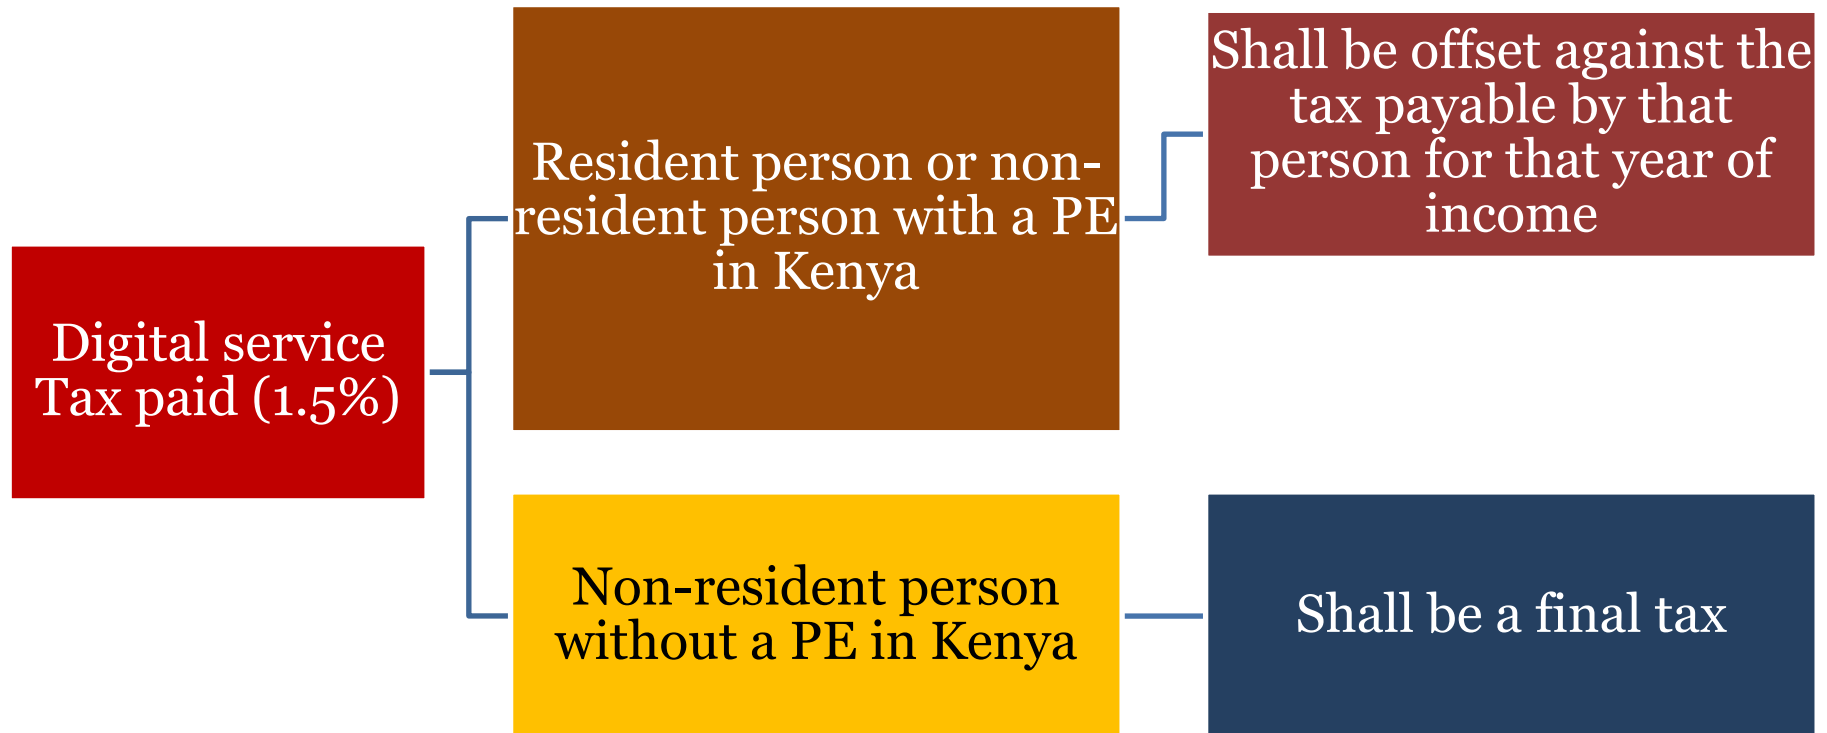 Digital service
Tax paid (1.5%)
Resident person or non-
resident person with a PE
in Kenya
Shall be offset against the
tax payable by that
person for that year of
income
Non-resident person
without a PE in Kenya
Shall be a final tax